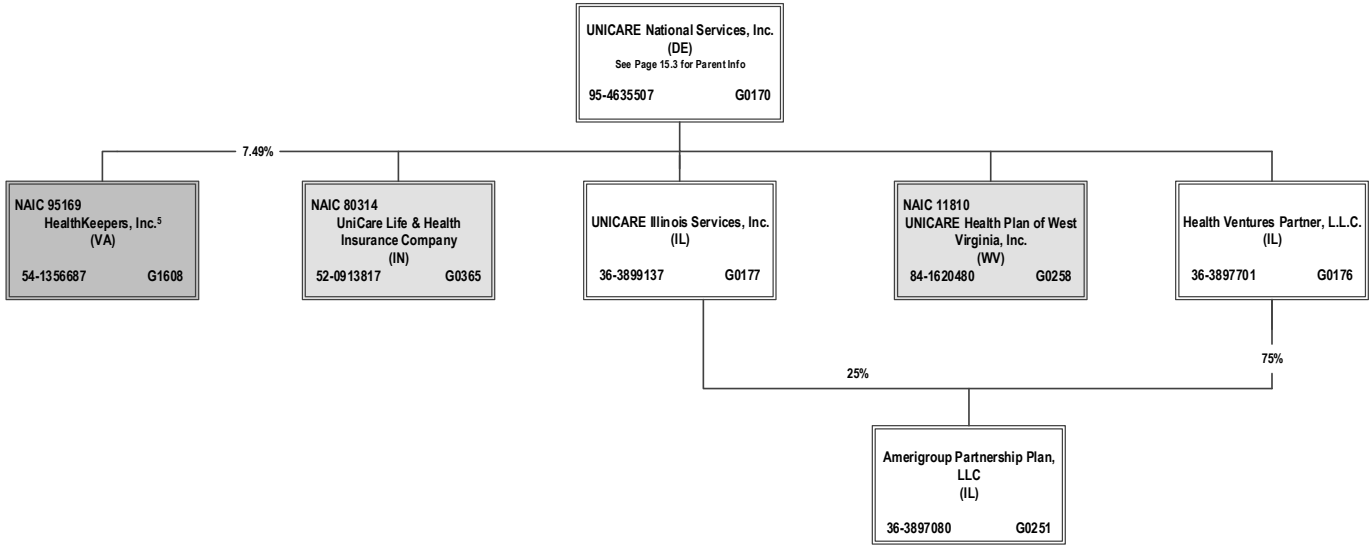 UNICARE National Services, Inc.
(DE)
See Page 15.3 for Parent Info
95-4635507 G0170
7.49%
NAIC 95169
HealthKeepers, Inc.⁵
(VA)
54-1356687 G1608
NAIC 80314
UniCare Life & Health
Insurance Company
(IN)
52-0913817 G0365
UNICARE Illinois Services, Inc.
(IL)
36-3899137 G0177
NAIC 11810
UNICARE Health Plan of West
Virginia, Inc.
(WV)
84-1620480 G0258
Health Ventures Partner, L.L.C.
(IL)
36-3897701 G0176
25%
75%
Amerigroup Partnership Plan,
LLC
(IL)
36-3897080 G0251